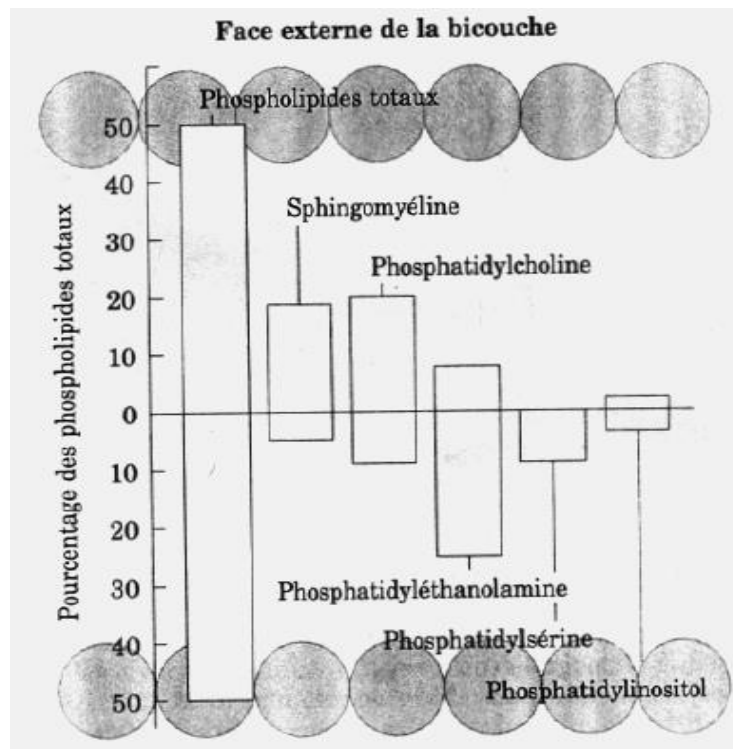 Face externe de la bicouche
Phospholipides totaux
50
40
Sphingomyéline
30
Phosphatidylcholine
20
10
0
Pourcentage des phospholipides totaux
10
20
30
Phosphatidyléthanolamine
40
Phosphatidylsérine
50
Phosphatidylinositol